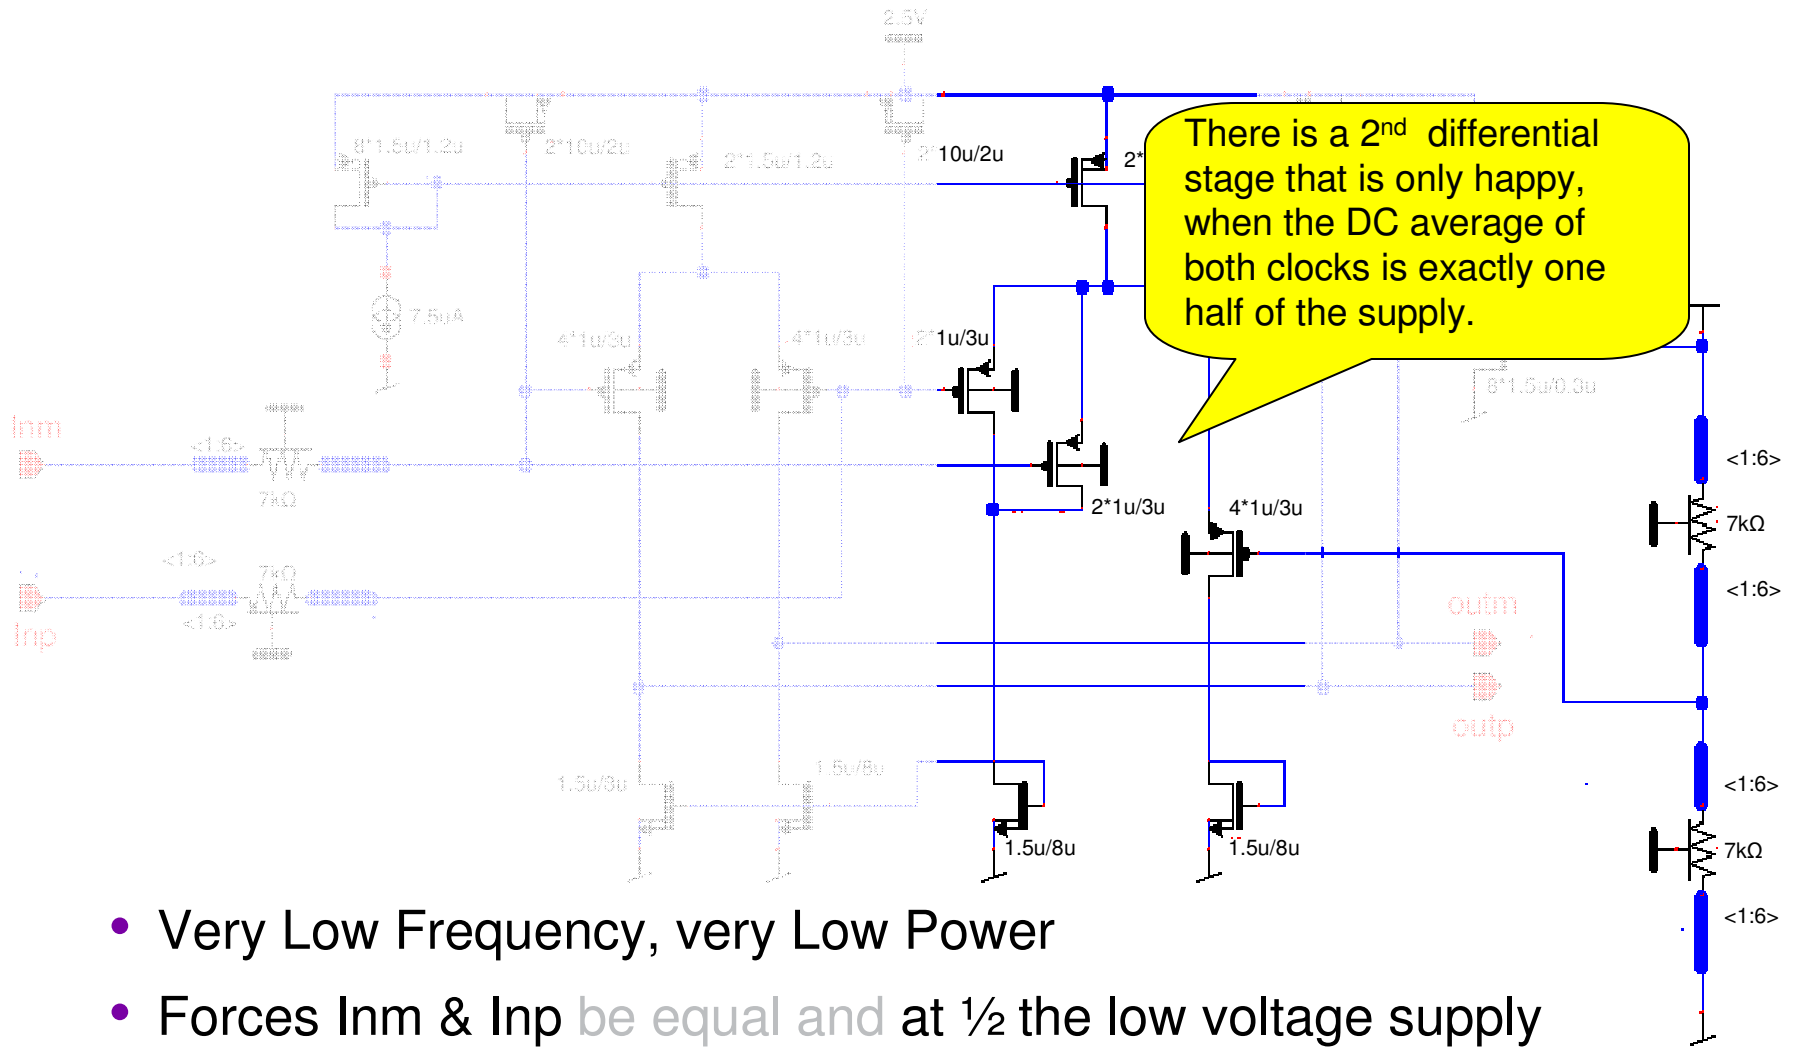 2.5V
8*1.5u/1.2u
2*10u/2u
2*1.5u/1.2u
2*10u/2u
2*
There is a 2nd differential
stage that is only happy,
when the DC average of
both clocks is exactly one
half of the supply.
7.5uA
4*1u/3u
4*1u/3u
2*1u/3u
8*1.5u/0.3u
Inm
<1:6>
7kΩ
<1:6>
2*1u/3u
4*1u/3u
7kΩ
<1:6>
7kΩ
<1:6>
Inp
<1:6>
outm
outp
1.5u/8u
1.5u/8u
1.5u/8u
1.5u/8u
<1:6>
7kΩ
<1:6>
• Very Low Frequency, very Low Power
• Forces Inm & Inp be equal and at ½ the low voltage supply